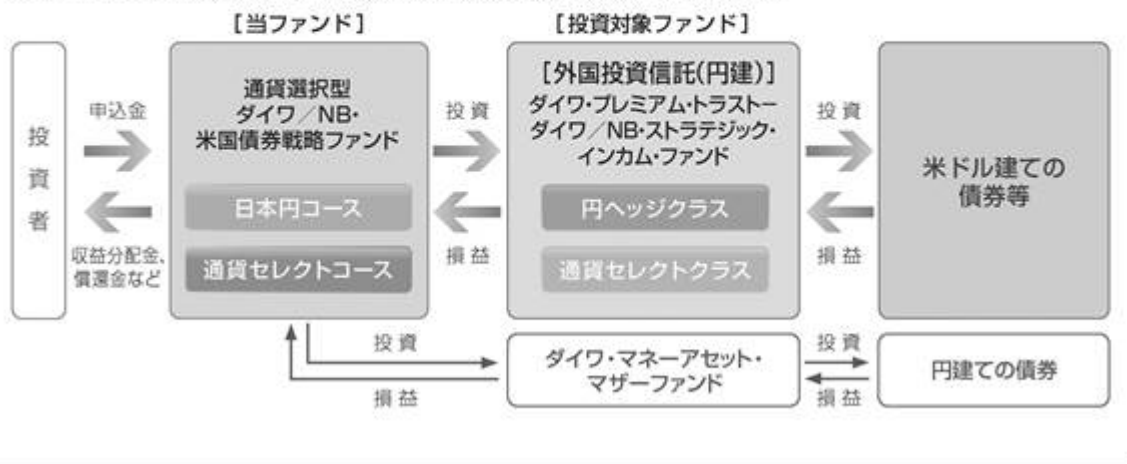 [当ファンド]
[投資対象ファンド]
投資者
申込金
収益分配金、
償還金など
通貨選択型
ダイワ／NB・
米国債券戦略ファンド
日本円コース
通貨セレクトコース
投資
損益
[外国投資信託(円建)]
ダイワ・プレミアム・トラストー
ダイワ／NB・ストラテジック・
インカム・ファンド
円ヘッジクラス
通貨セレクトクラス
投資
損益
米ドル建ての
債券等
投資
損益
ダイワ・マネーアセット・
マザーファンド
投資
損益
円建ての債券